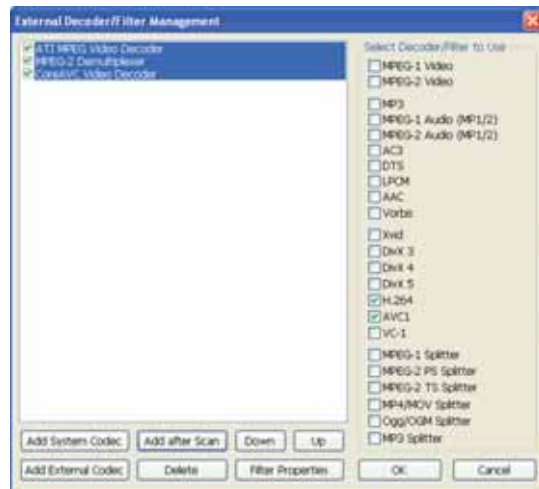 External Decoder/Filter Management
ATI MPEG Video Decoder
MPEG-2 Demultiplexer
CoreAVC Video Decoder
Select Decoder/Filter to Use
MPEG-1 Video
MPEG-2 Video
MP3
MPEG-1 Audio (MP1/2)
MPEG-2 Audio (MP1/2)
AC3
DTS
LPCM
AAC
Vorbis
Xvid
DivX 3
DivX 4
DivX 5
H.264
AVC1
VC-1
MPEG-1 Splitter
MPEG-2 PS Splitter
MPEG-2 TS Splitter
MP4/MOV Splitter
Ogg/OGM Splitter
MP3 Splitter
Add System Codec
Add after Scan
Down
Up
Add External Codec
Delete
Filter Properties
OK
Cancel